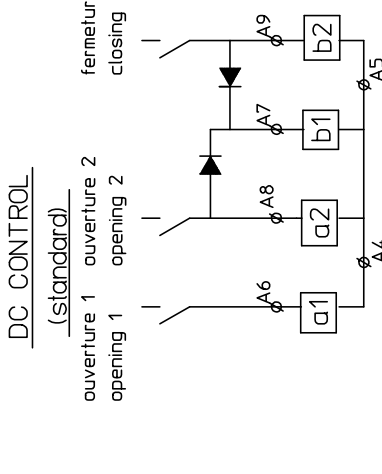 DC CONTROL
(standard)
ouverture 1
opening 1
ouverture 2
opening 2
fermetur
closing
A6
A8
A7
A9
a1
a2
b1
b2
A4
A5